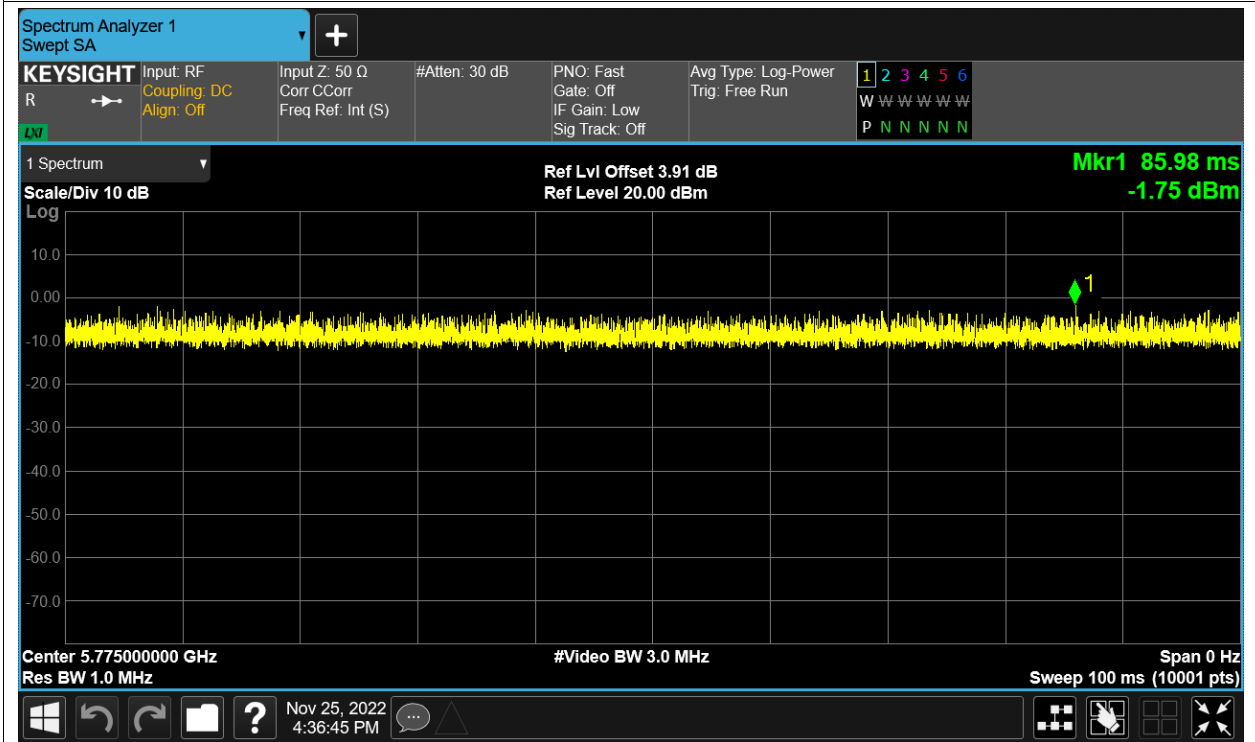 Spectrum Analyzer 1
Swept SA
KEYSIGHT Input: RF Input Z: 50 Ω #Atten: 30 dB PNO: Fast Avg Type: Log-Power 1 2 3 4 5 6
R Coupling: DC Corr CCorr Gate: Off Trig: Free Run W W W W W W
Align: Off Freq Ref: Int (S) IF Gain: Low
LXI Sig Track: Off P N N N N N
1 Spectrum Ref Lvl Offset 3.91 dB Mkr1 85.98 ms
Scale/Div 10 dB Ref Level 20.00 dBm -1.75 dBm
Log
10.0
1
0.00
-10.0
-20.0
-30.0
-40.0
-50.0
-60.0
-70.0
Center 5.775000000 GHz #Video BW 3.0 MHz Span 0 Hz
Res BW 1.0 MHz Sweep 100 ms (10001 pts)
? Nov 25, 2022
4:36:45 PM